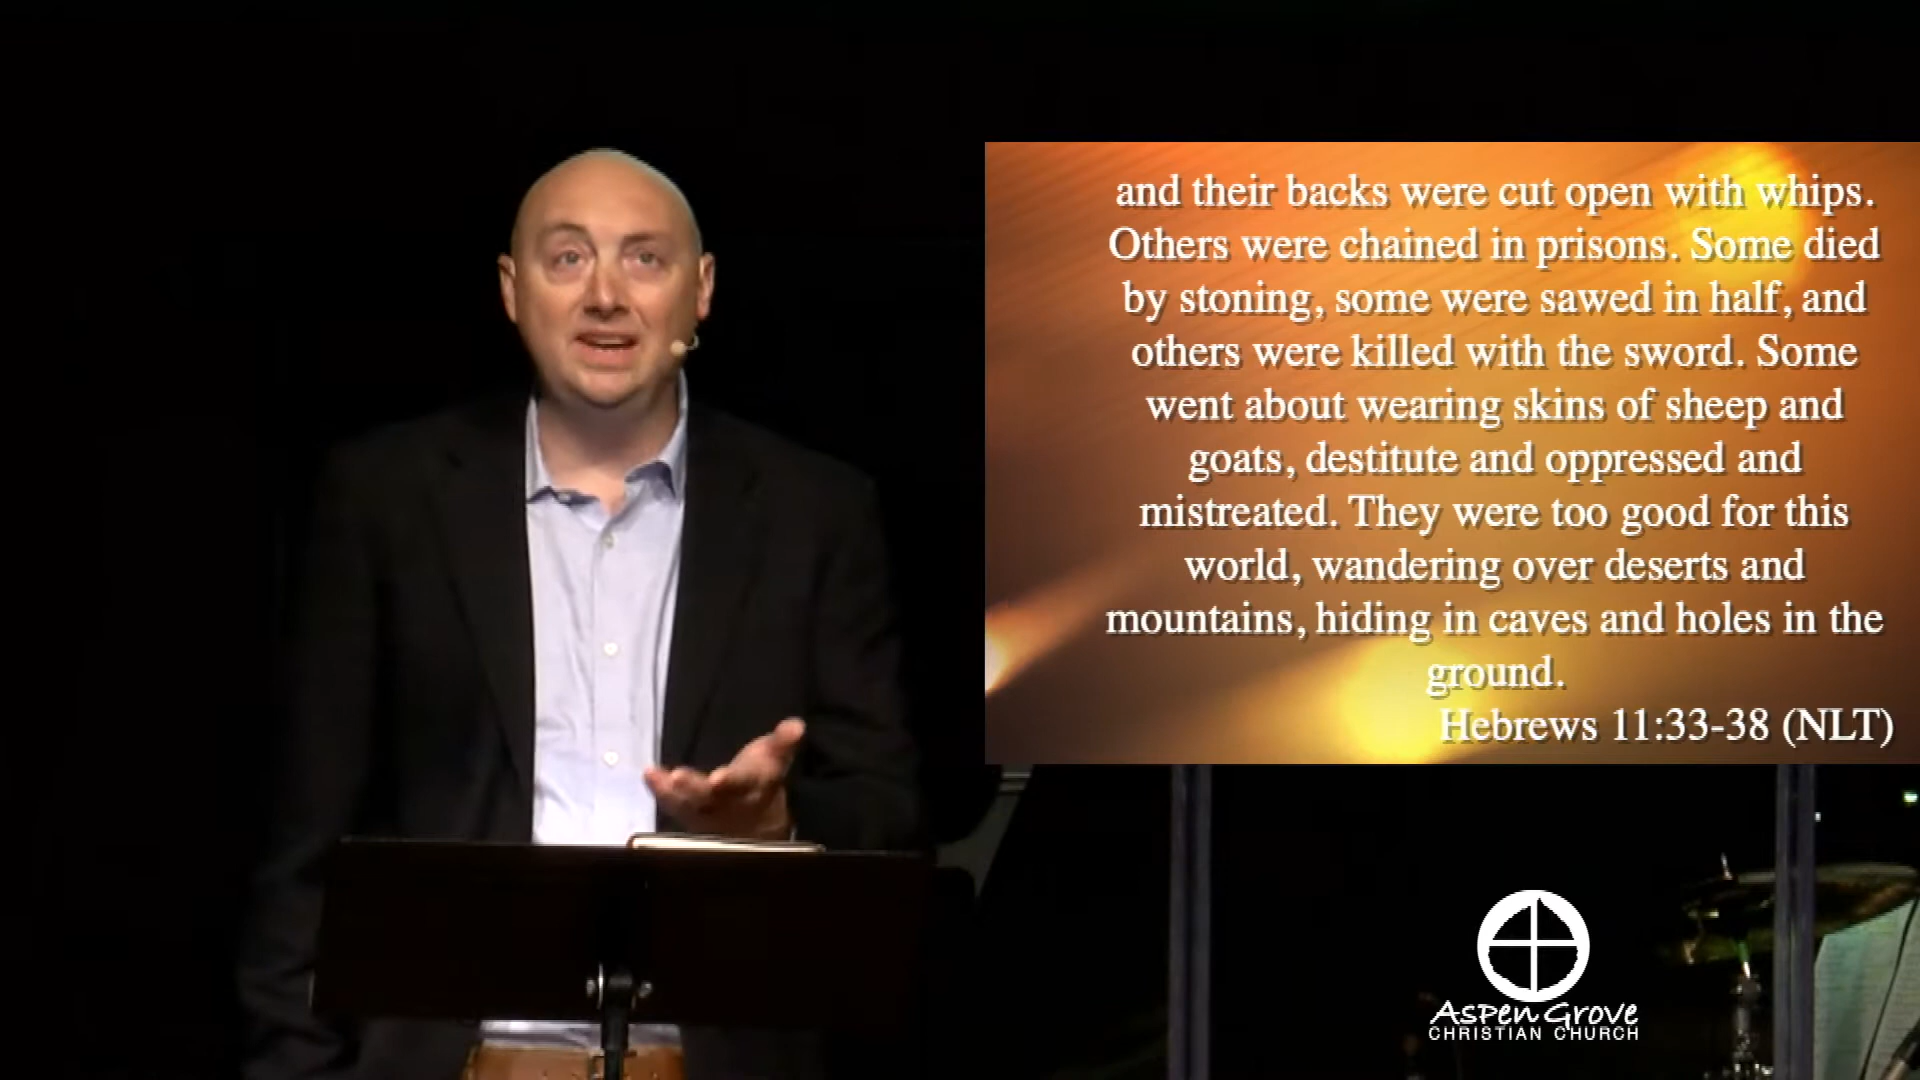 and their backs were cut open with whips.
Others were chained in prisons. Some died
by stoning, some were sawed in half, and
others were killed with the sword. Some
went about wearing skins of sheep and
goats, destitute and oppressed and
mistreated. They were too good for this
world, wandering over deserts and
mountains, hiding in caves and holes in the
ground.
Hebrews 11:33-38 (NLT)
Aspen Grove
CHRISTIAN CHURCH